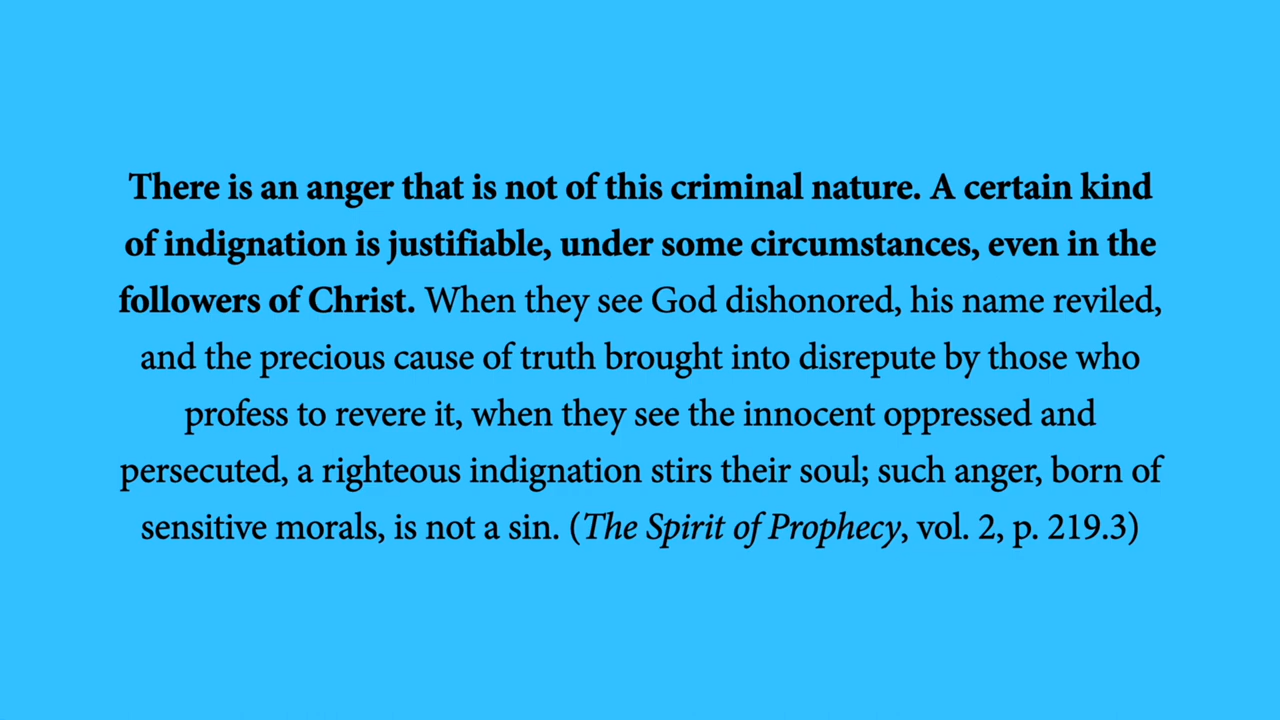 There is an anger that is not of this criminal nature. A certain kind
of indignation is justifiable, under some circumstances, even in the
followers of Christ. When they see God dishonored, his name reviled,
and the precious cause of truth brought into disrepute by those who
profess to revere it, when they see the innocent oppressed and
persecuted, a righteous indignation stirs their soul; such anger, born of
sensitive morals, is not a sin. (The Spirit of Prophecy, vol. 2, p. 219.3)